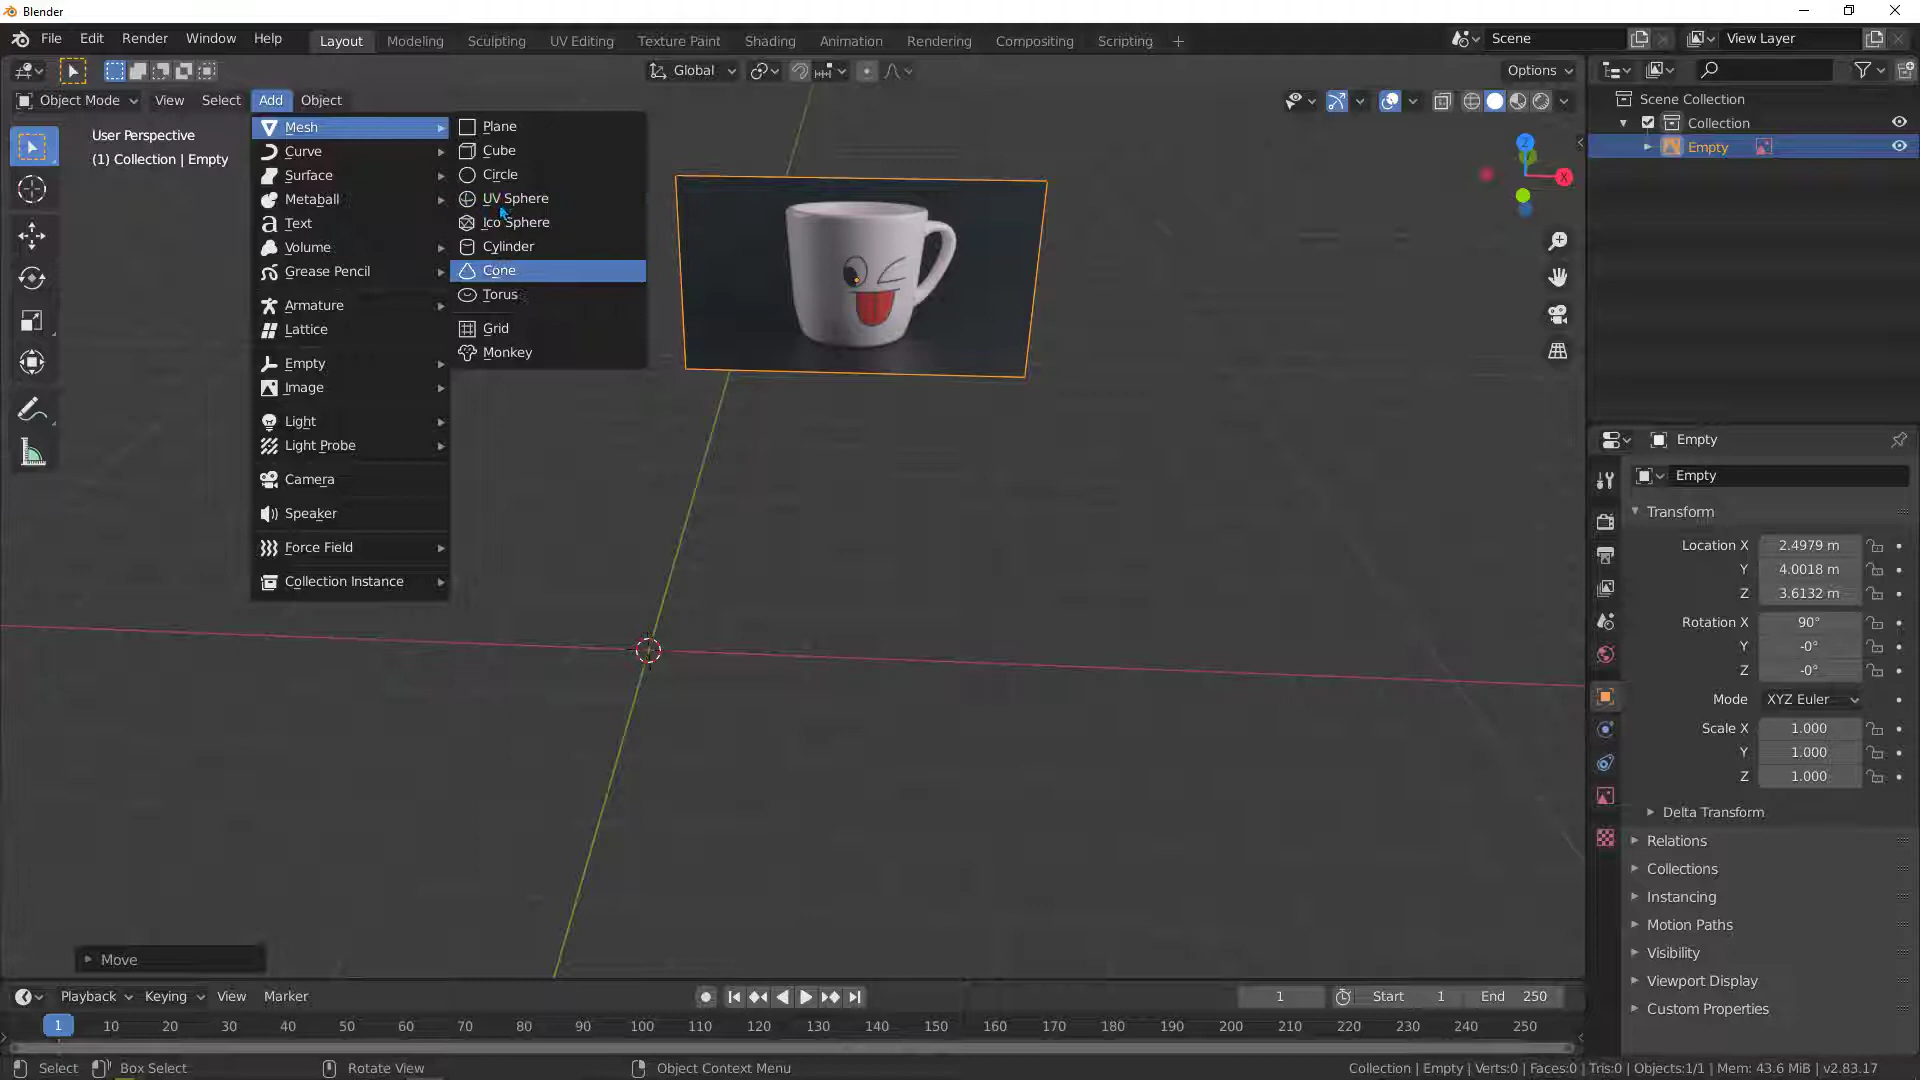 Blender
File Edit Render Window Help
Layout Modeling Sculpting UV Editing Texture Paint Shading Animation Rendering Compositing Scripting +
Scene
View Layer
Global
Options
Object Mode View Select Add Object
User Perspective
(1) Collection | Empty
Mesh
Curve
Surface
Metaball
Text
Volume
Grease Pencil
Armature
Lattice
Empty
Image
Light
Light Probe
Camera
Speaker
Force Field
Collection Instance
Plane
Cube
Circle
UV Sphere
Ico Sphere
Cylinder
Cone
Torus
Grid
Monkey
Z
X
Scene Collection
Collection
Empty
Empty
Empty
Transform
Location X 2.4979 m
Y 4.0018 m
Z 3.6132 m
Rotation X 90°
Y -0°
Z -0°
Mode XYZ Euler
Scale X 1.000
Y 1.000
Z 1.000
Delta Transform
Relations
Collections
Instancing
Motion Paths
Visibility
Viewport Display
Custom Properties
Move
Playback Keying View Marker
1 Start 1 End 250
1 10 20 30 40 50 60 70 80 90 100 110 120 130 140 150 160 170 180 190 200 210 220 230 240 250
Select Box Select Rotate View Object Context Menu
Collection | Empty | Verts:0 | Faces:0 | Tris:0 | Objects:1/1 | Mem: 43.6 MiB | v2.83.17